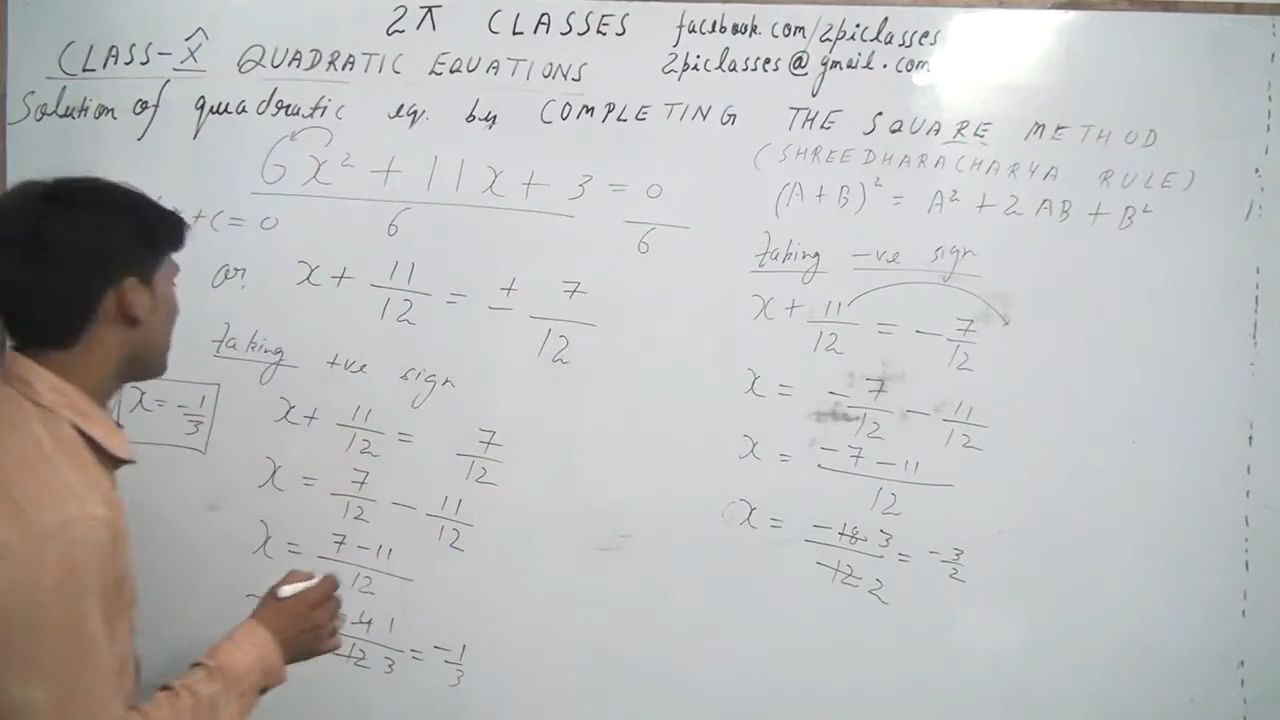 2π CLASSES facebook.com/2piclasses
CLASS-X QUADRATIC EQUATIONS 2piclasses@gmail.com
Solution of quadratic eq. by COMPLETING THE SQUARE METHOD
(SHREEDHARACHARYA RULE)
6x² + 11x + 3 = 0
6 6
+c = 0
(A+B)² = A² + 2AB + B²
or x + 11/12 = ± 7/12
taking +ve sign
x = -1/3
x + 11/12 = 7/12
x = 7/12 - 11/12
x = 7-11/12
-4 1/12 3 = -1/3
taking -ve sign
x + 11/12 = -7/12
x = -7/12 - 11/12
x = -7-11/12
x = -18 3/12 2 = -3/2